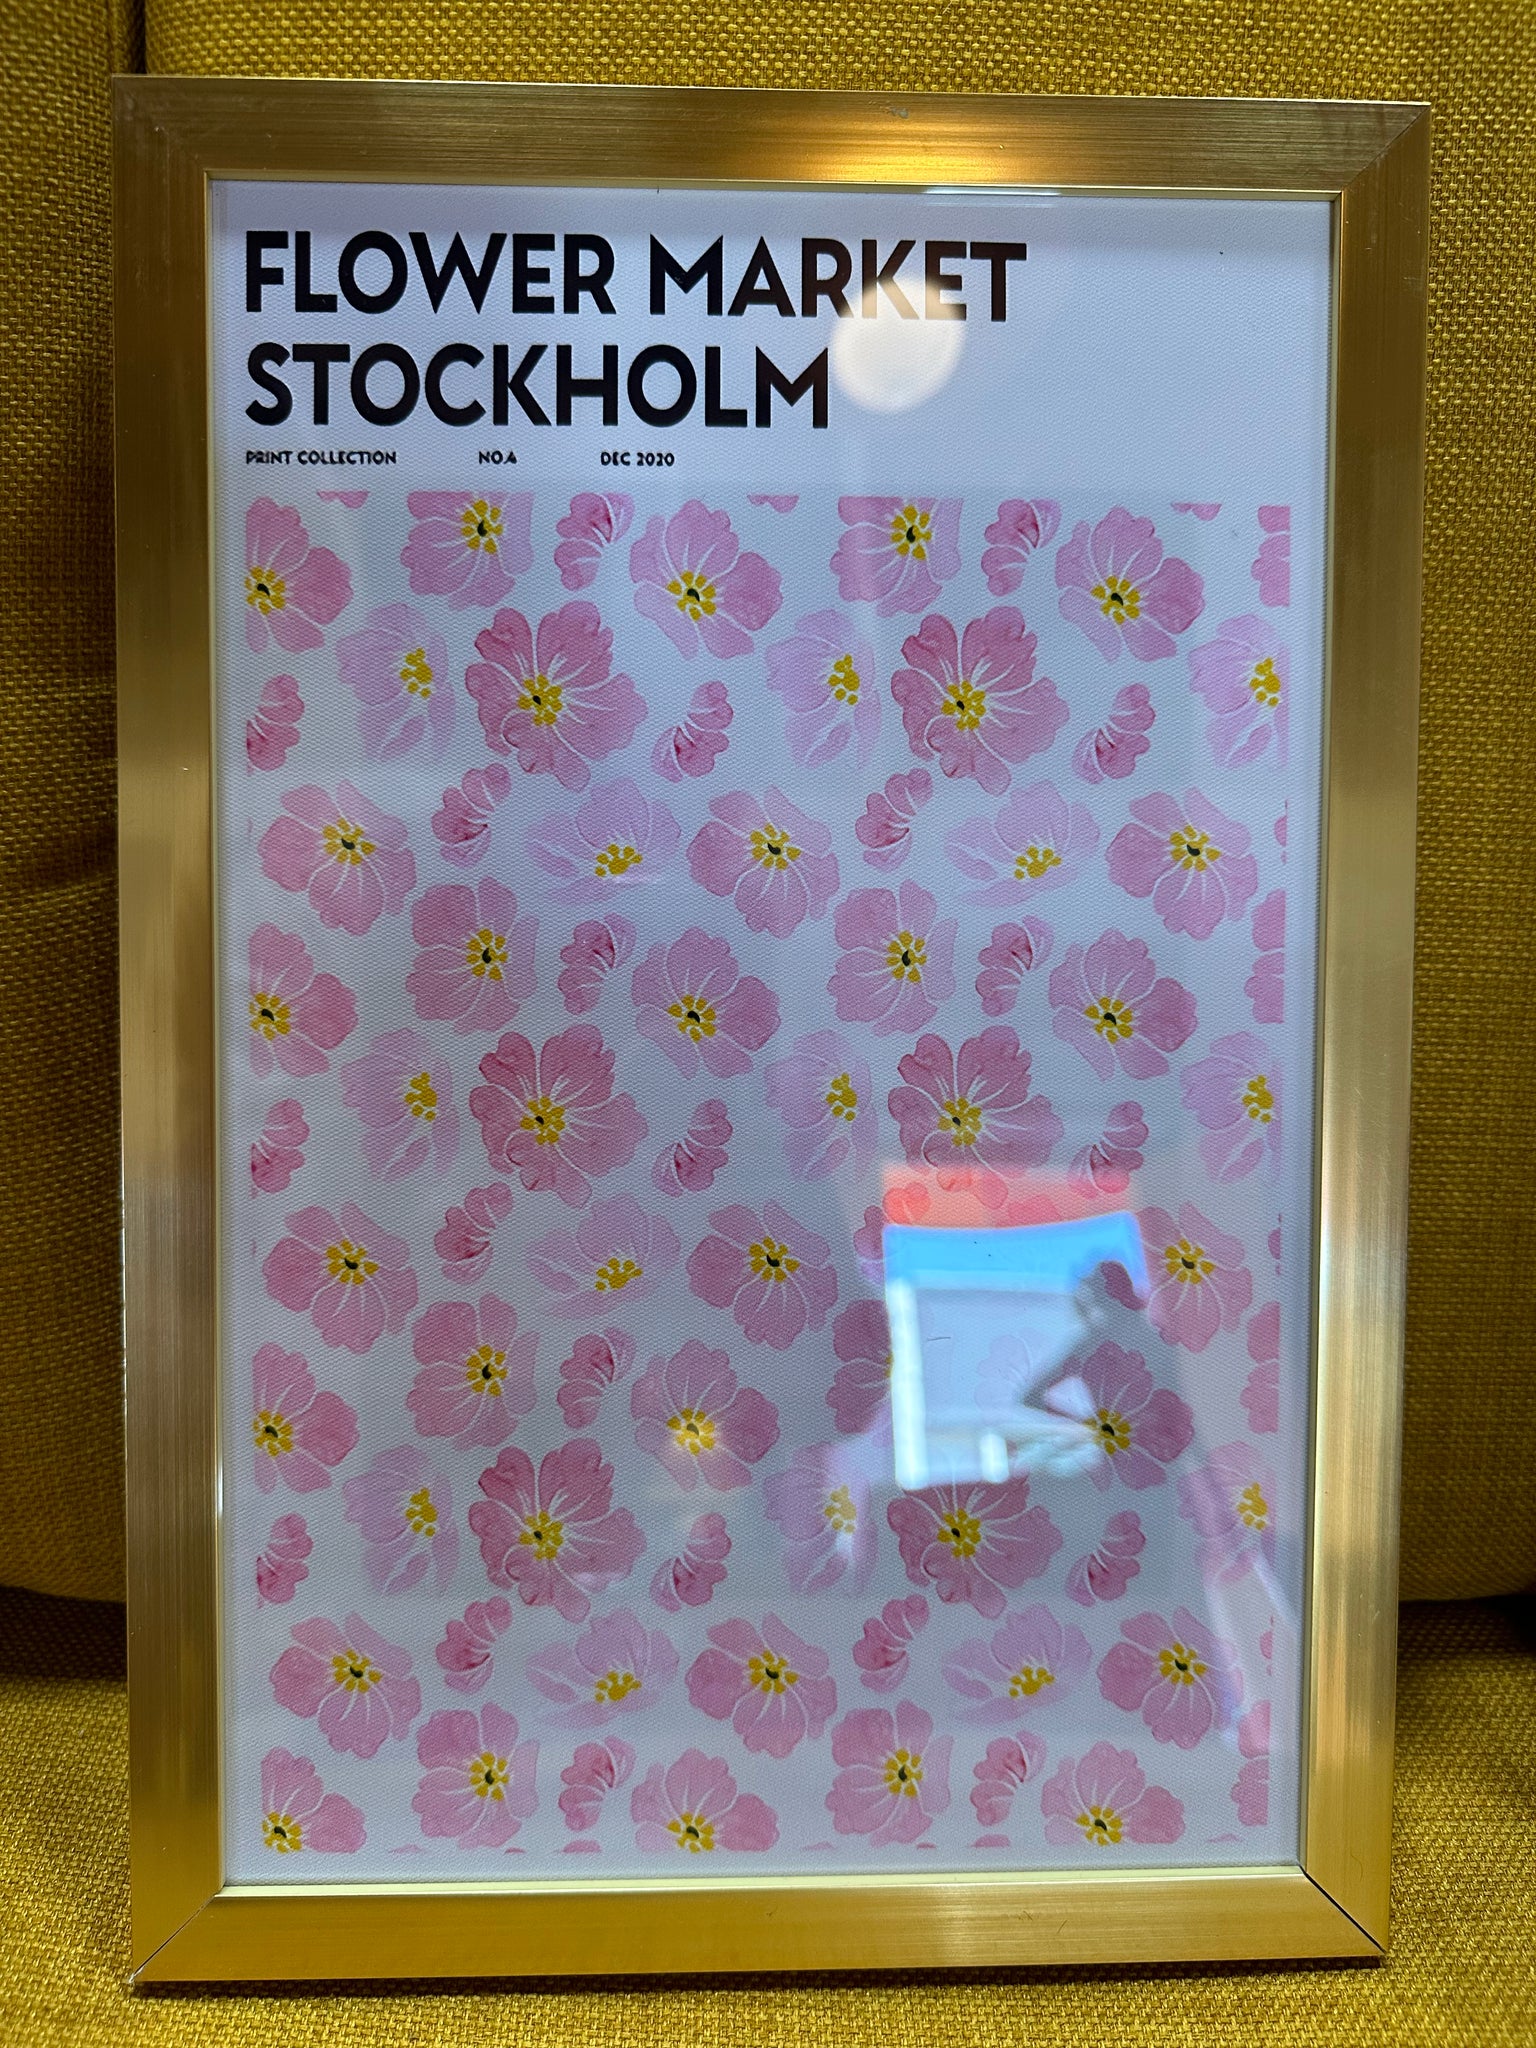 FLOWER MARKET
STOCKHOLM
PRINT COLLECTION NO.4 DEC 2020